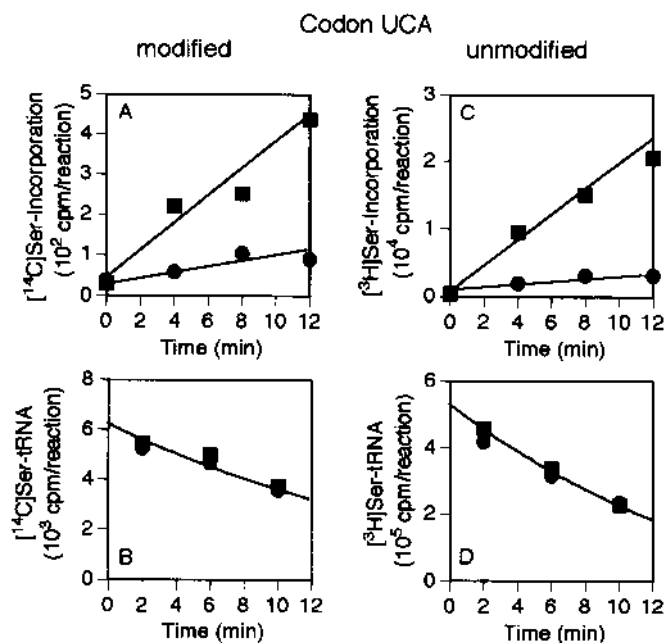 Codon UCA
modified unmodified
A
[14C]Ser-Incorporation
(10² cpm/reaction)
5
4
3
2
1
0
0 2 4 6 8 10 12
Time (min)
C
[3H]Ser-Incorporation
(10⁴ cpm/reaction)
3
2
1
0
0 2 4 6 8 10 12
Time (min)
B
[14C]Ser-tRNA
(10³ cpm/reaction)
8
6
4
2
0
0 2 4 6 8 10 12
Time (min)
D
[3H]Ser-tRNA
(10⁵ cpm/reaction)
6
4
2
0
0 2 4 6 8 10 12
Time (min)